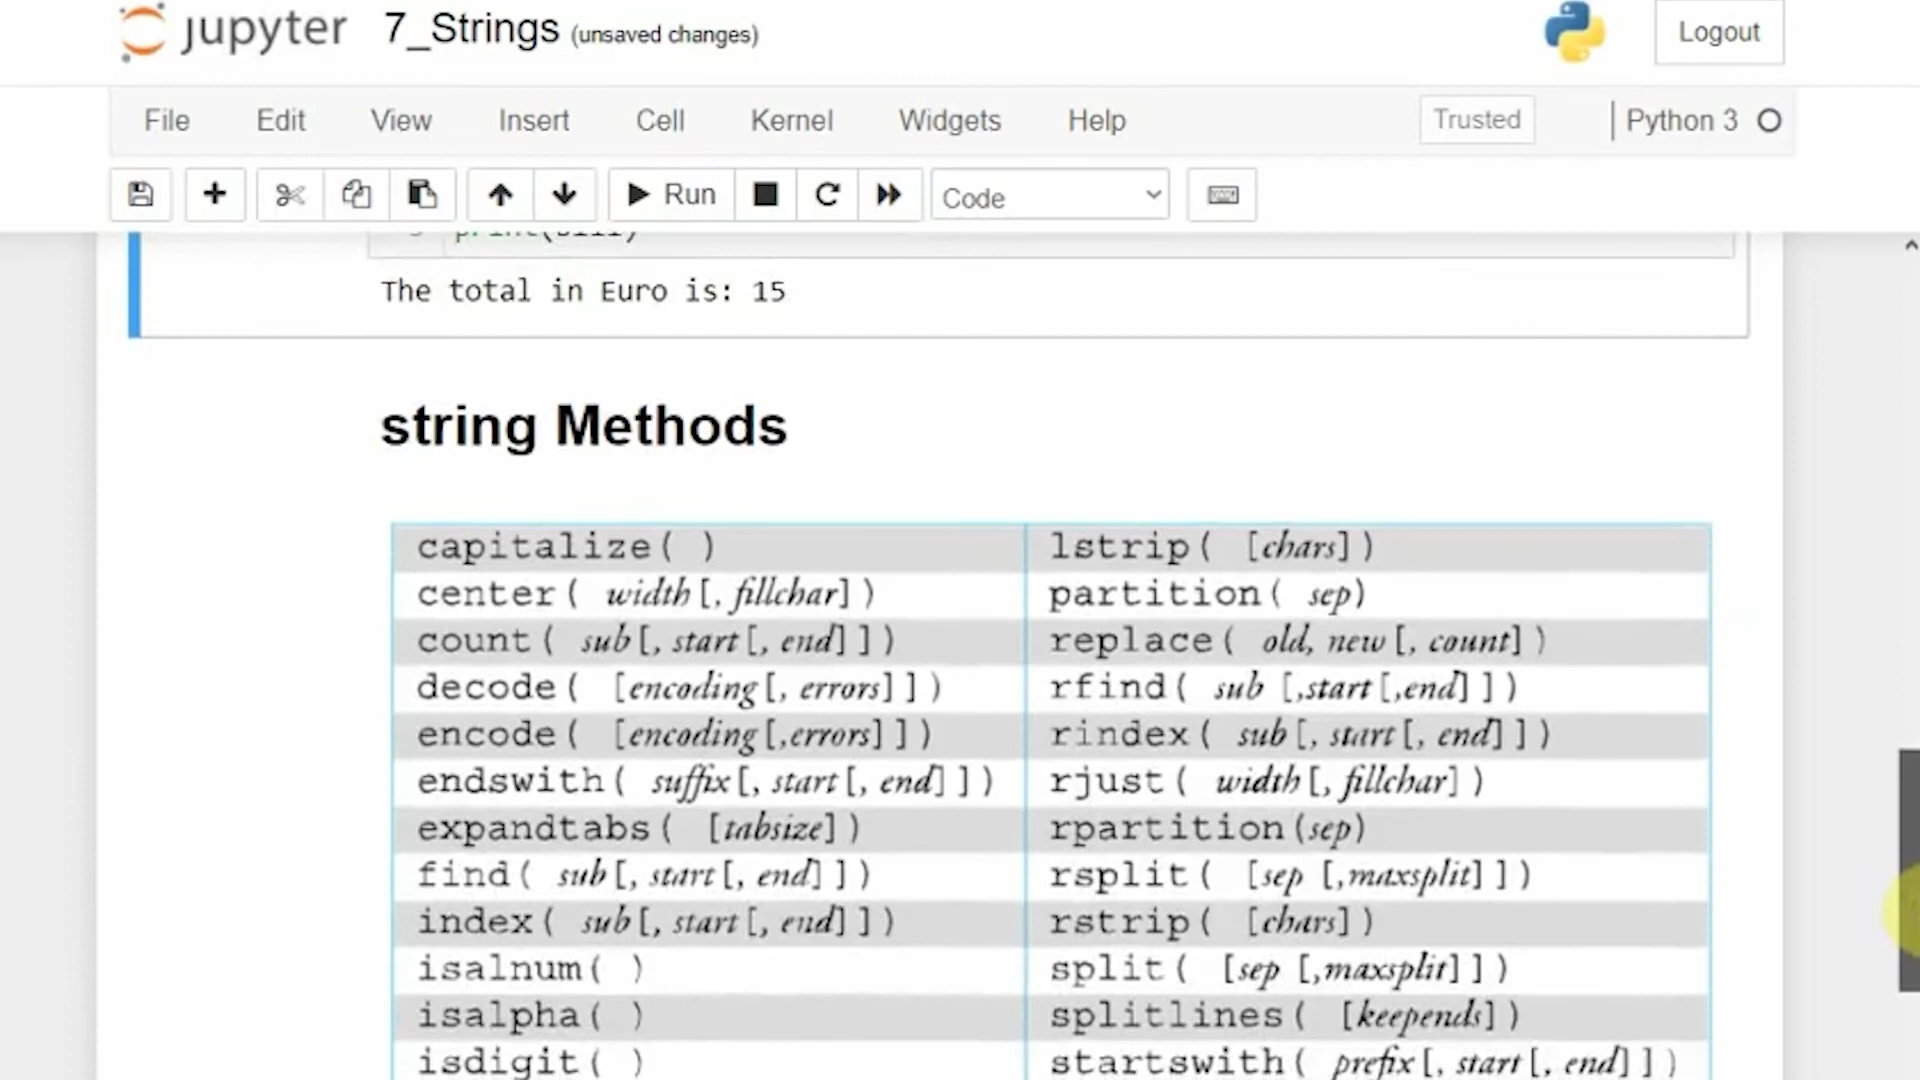 jupyter 7_Strings (unsaved changes) Logout
File Edit View Insert Cell Kernel Widgets Help Trusted Python 3
Run Code
The total in Euro is: 15
string Methods
capitalize( ) lstrip( [chars])
center( width[, fillchar]) partition( sep)
count( sub[, start[, end]]) replace( old, new[, count])
decode( [encoding[, errors]]) rfind( sub [,start[,end]])
encode( [encoding[,errors]]) rindex( sub[, start[, end]])
endswith( suffix[, start[, end]]) rjust( width[, fillchar])
expandtabs( [tabsize]) rpartition(sep)
find( sub[, start[, end]]) rsplit( [sep [,maxsplit]])
index( sub[, start[, end]]) rstrip( [chars])
isalnum( ) split( [sep [,maxsplit]])
isalpha( ) splitlines( [keepends])
isdigit( ) startswith( prefix[, start[, end]])